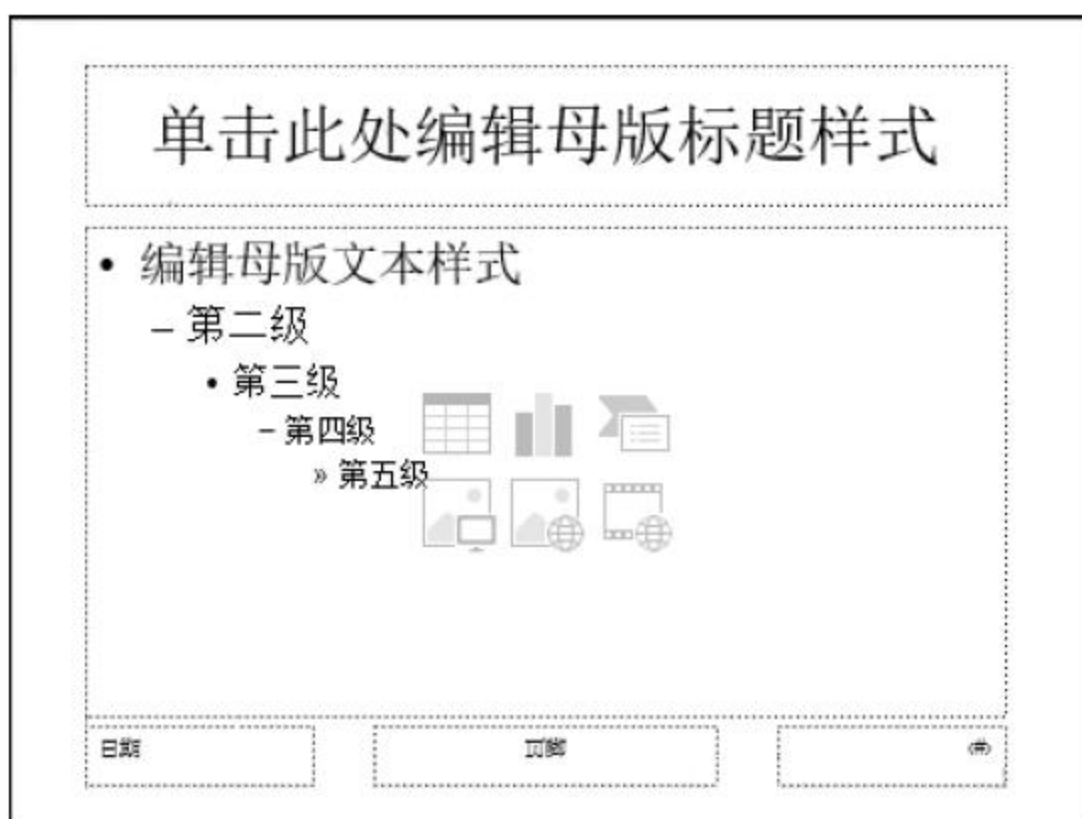 单击此处编辑母版标题样式
• 编辑母版文本样式
– 第二级
• 第三级
– 第四级
» 第五级
日期
页脚
‹#›